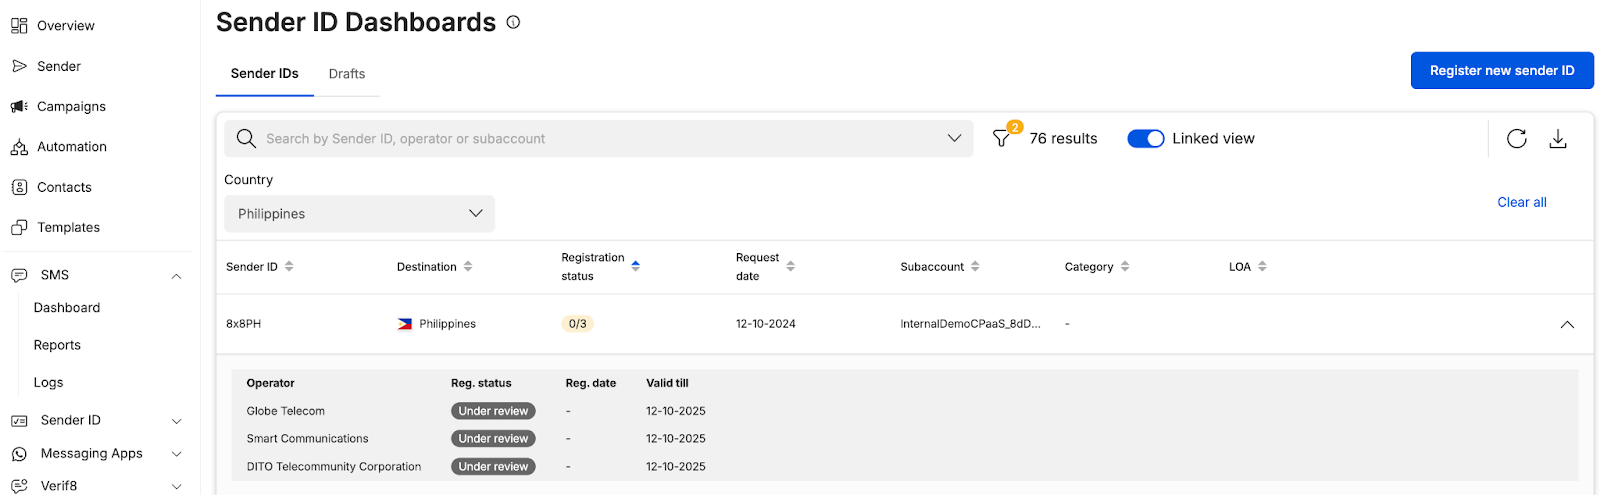 Overview
Sender
Campaigns
Automation
Contacts
Templates
SMS
Dashboard
Reports
Logs
Sender ID
Messaging Apps
Verif8
Sender ID Dashboards
Sender IDs Drafts
Register new sender ID
Search by Sender ID, operator or subaccount
2
76 results
Linked view
Country
Philippines
Clear all
Sender ID Destination Registration status Request date Subaccount Category LOA
8x8PH Philippines 0/3 12-10-2024 InternalDemoCPaaS_8dD... -
Operator Reg. status Reg. date Valid till
Globe Telecom Under review - 12-10-2025
Smart Communications Under review - 12-10-2025
DITO Telecommunity Corporation Under review - 12-10-2025